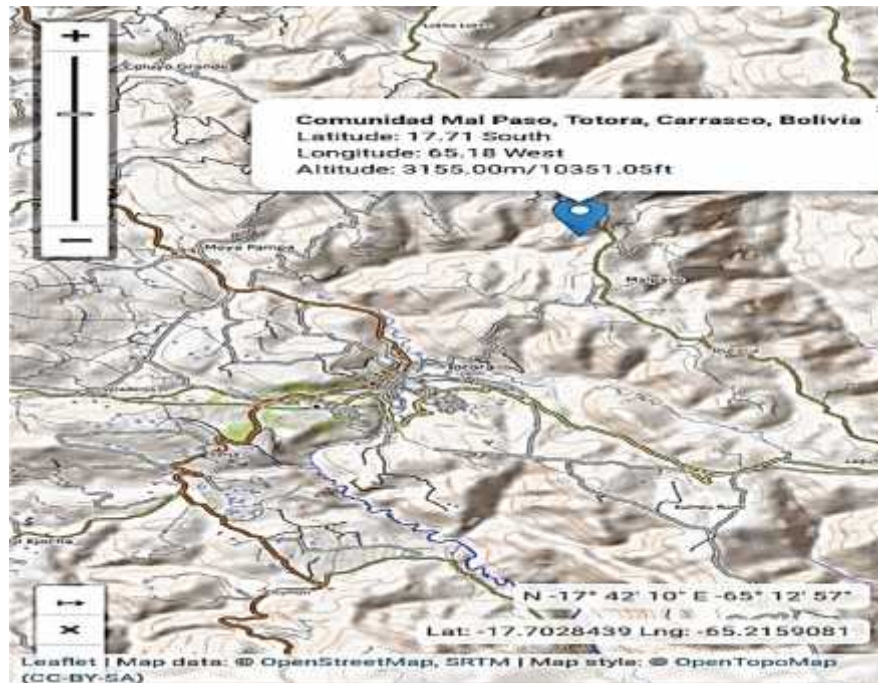 +
Comunidad Mal Paso, Totora, Carrasco, Bolivia
Latitude: 17.71 South
Longitude: 65.18 West
Altitude: 3155.00m/10351.05ft
−
Moya Pampa
Totora
N -17° 42' 10" E -65° 12' 57"
Lat: -17.7028439 Lng: -65.2159081
Leaflet | Map data: © OpenStreetMap, SRTM | Map style: © OpenTopoMap
(CC-BY-SA)